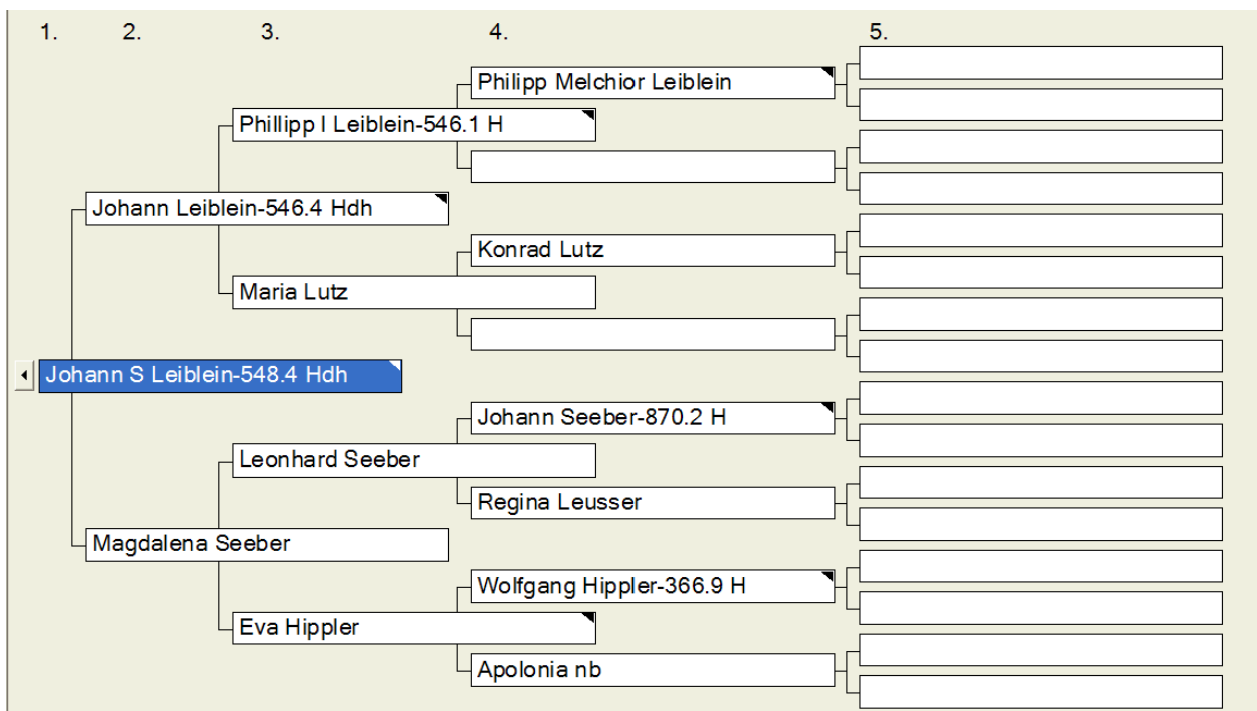 1. 2. 3. 4. 5.
Philipp Melchior Leiblein
Phillipp I Leiblein-546.1 H
Johann Leiblein-546.4 Hdh
Konrad Lutz
Maria Lutz
Johann S Leiblein-548.4 Hdh
Johann Seeber-870.2 H
Leonhard Seeber
Regina Leusser
Magdalena Seeber
Wolfgang Hippler-366.9 H
Eva Hippler
Apolonia nb